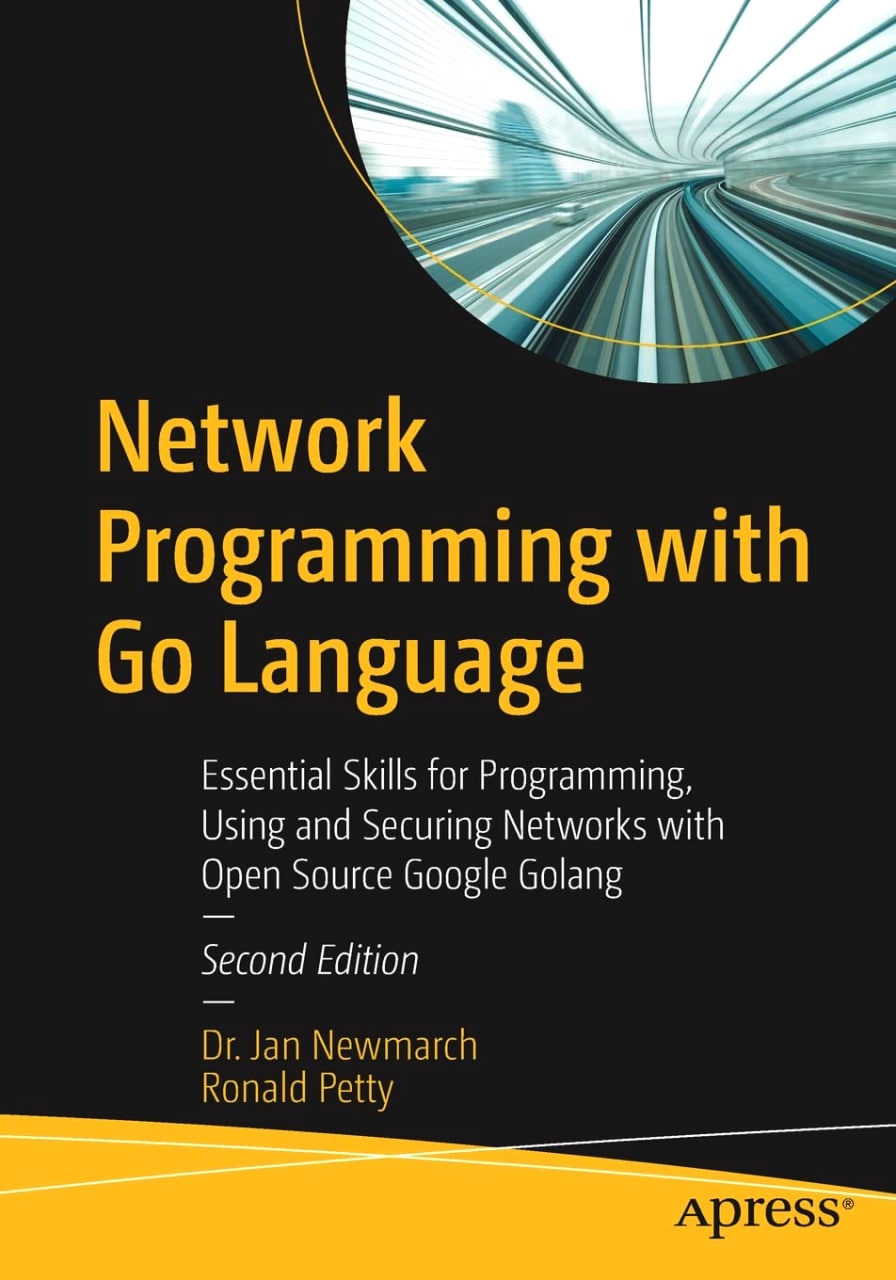 Network
Programming with
Go Language
Essential Skills for Programming,
Using and Securing Networks with
Open Source Google Golang
—
Second Edition
—
Dr. Jan Newmarch
Ronald Petty
Apress®